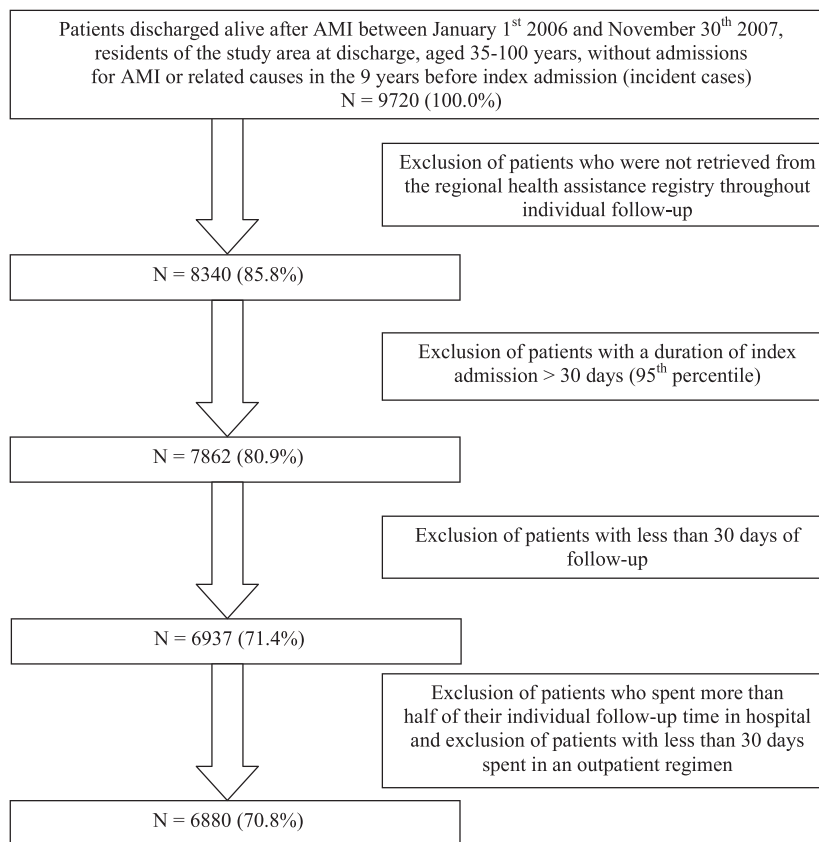 Patients discharged alive after AMI between January 1st 2006 and November 30th 2007,
residents of the study area at discharge, aged 35-100 years, without admissions
for AMI or related causes in the 9 years before index admission (incident cases)
N = 9720 (100.0%)
Exclusion of patients who were not retrieved from
the regional health assistance registry throughout
individual follow-up
N = 8340 (85.8%)
Exclusion of patients with a duration of index
admission > 30 days (95th percentile)
N = 7862 (80.9%)
Exclusion of patients with less than 30 days of
follow-up
N = 6937 (71.4%)
Exclusion of patients who spent more than
half of their individual follow-up time in hospital
and exclusion of patients with less than 30 days
spent in an outpatient regimen
N = 6880 (70.8%)